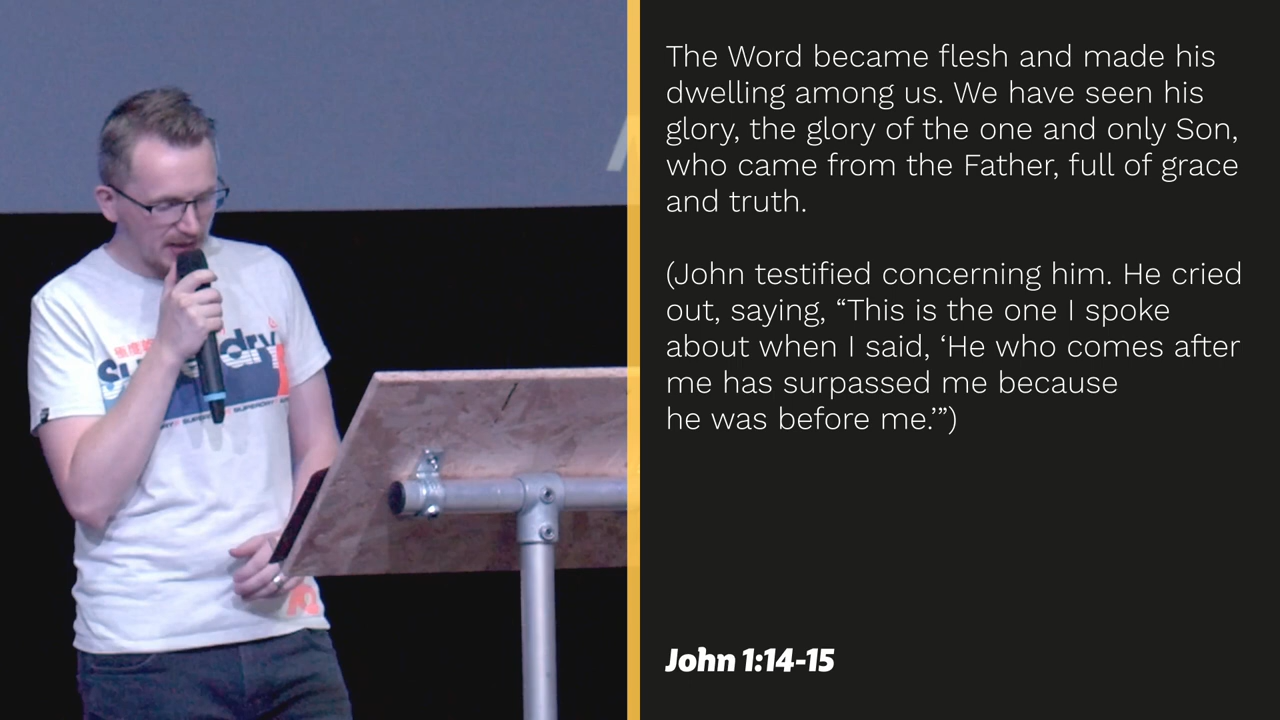 The Word became flesh and made his
dwelling among us. We have seen his
glory, the glory of the one and only Son,
who came from the Father, full of grace
and truth.
(John testified concerning him. He cried
out, saying, “This is the one I spoke
about when I said, ‘He who comes after
me has surpassed me because
he was before me.’”)
John 1:14-15